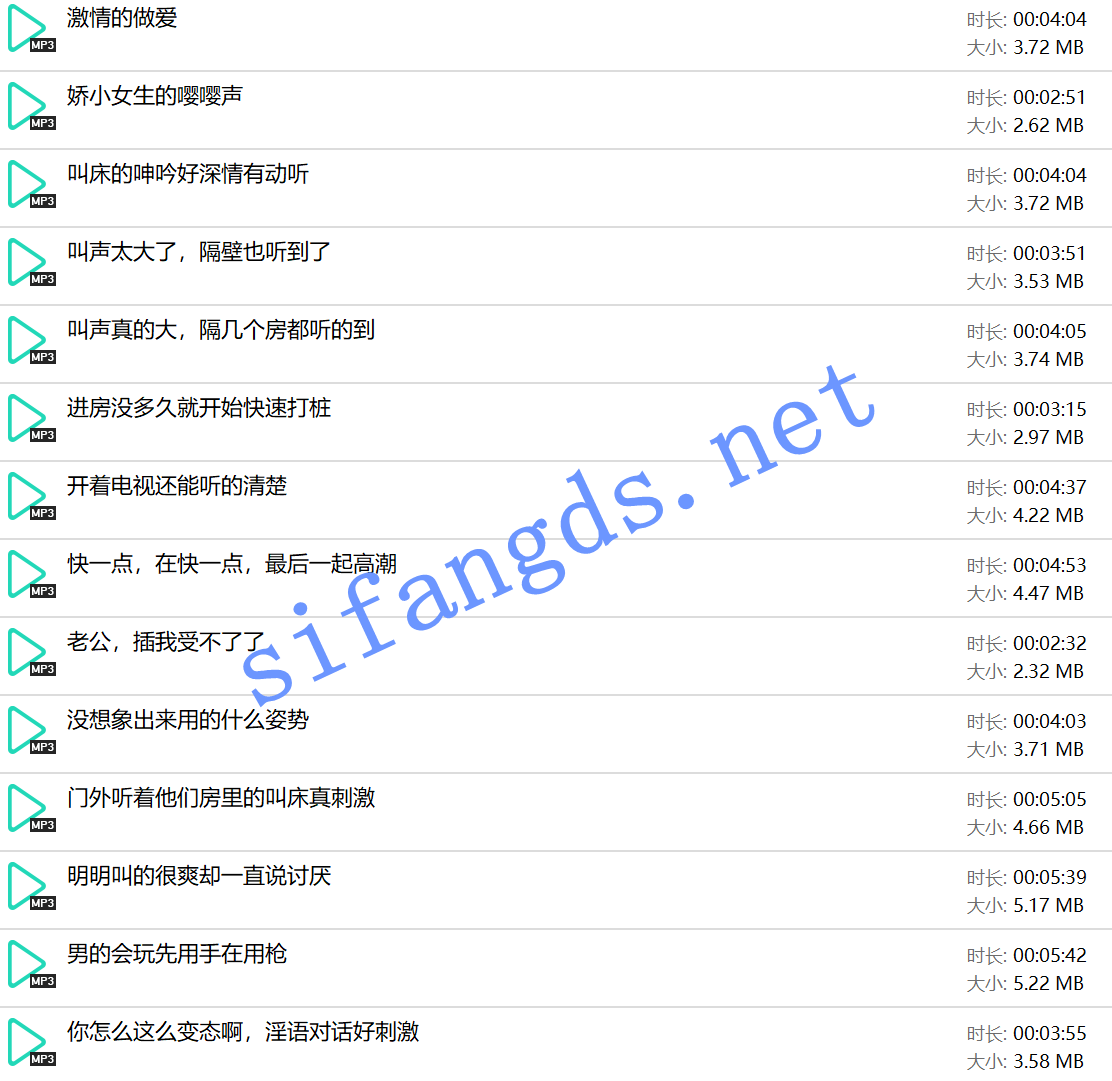 激情的做爱
时长: 00:04:04
MP3
大小: 3.72 MB
娇小女生的嘤嘤声
时长: 00:02:51
MP3
大小: 2.62 MB
叫床的呻吟好深情有动听
时长: 00:04:04
MP3
大小: 3.72 MB
叫声太大了，隔壁也听到了
时长: 00:03:51
MP3
大小: 3.53 MB
叫声真的大，隔几个房都听的到
时长: 00:04:05
MP3
大小: 3.74 MB
进房没多久就开始快速打桩
时长: 00:03:15
MP3
大小: 2.97 MB
开着电视还能听的清楚
时长: 00:04:37
MP3
大小: 4.22 MB
快一点，在快一点，最后一起高潮
时长: 00:04:53
MP3
大小: 4.47 MB
老公，插我受不了了
时长: 00:02:32
MP3
大小: 2.32 MB
没想象出来用的什么姿势
时长: 00:04:03
MP3
大小: 3.71 MB
门外听着他们房里的叫床真刺激
时长: 00:05:05
MP3
大小: 4.66 MB
明明叫的很爽却一直说讨厌
时长: 00:05:39
MP3
大小: 5.17 MB
男的会玩先用手在用枪
时长: 00:05:42
MP3
大小: 5.22 MB
你怎么这么变态啊，淫语对话好刺激
时长: 00:03:55
MP3
大小: 3.58 MB
sifangds.net